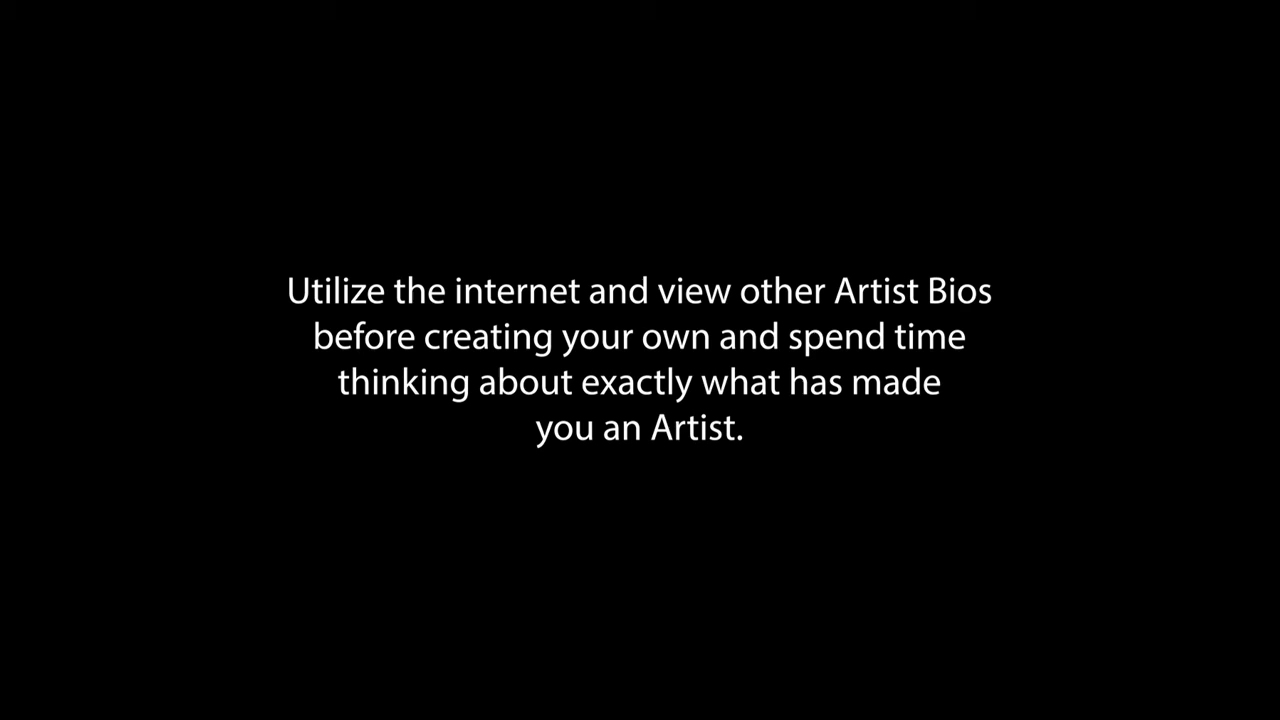 Utilize the internet and view other Artist Bios
before creating your own and spend time
thinking about exactly what has made
you an Artist.